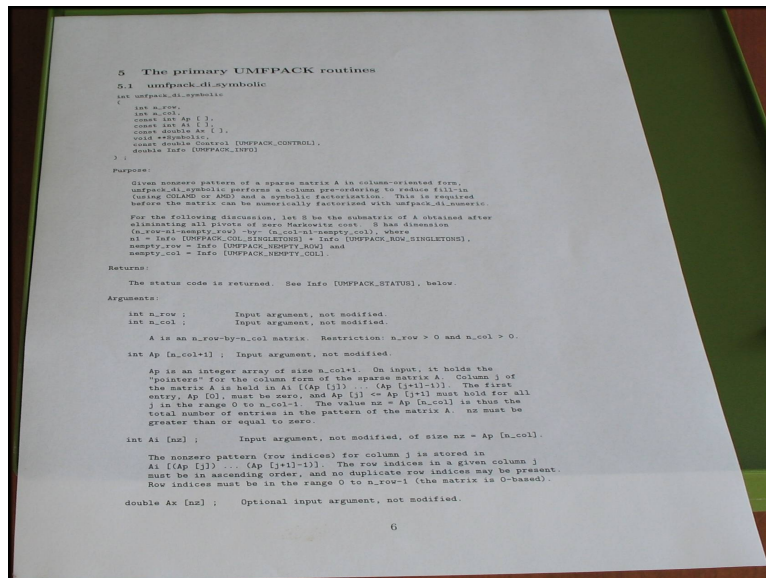 5 The primary UMFPACK routines
5.1 umfpack_di_symbolic
int umfpack_di_symbolic
(
int n_row,
int n_col,
const int Ap [ ],
const int Ai [ ],
const double Ax [ ],
void **Symbolic,
const double Control [UMFPACK_CONTROL],
double Info [UMFPACK_INFO]
) ;
Purpose:
Given nonzero pattern of a sparse matrix A in column-oriented form,
umfpack_di_symbolic performs a column pre-ordering to reduce fill-in
(using COLAMD or AMD) and a symbolic factorization. This is required
before the matrix can be numerically factorized with umfpack_di_numeric.
For the following discussion, let S be the submatrix of A obtained after
eliminating all pivots of zero Markowitz cost. S has dimension
(n_row-n1-nempty_row) -by- (n_col-n1-nempty_col), where
n1 = Info [UMFPACK_COL_SINGLETONS] + Info [UMFPACK_ROW_SINGLETONS],
nempty_row = Info [UMFPACK_NEMPTY_ROW] and
nempty_col = Info [UMFPACK_NEMPTY_COL].
Returns:
The status code is returned. See Info [UMFPACK_STATUS], below.
Arguments:
int n_row ; Input argument, not modified.
int n_col ; Input argument, not modified.
A is an n_row-by-n_col matrix. Restriction: n_row > 0 and n_col > 0.
int Ap [n_col+1] ; Input argument, not modified.
Ap is an integer array of size n_col+1. On input, it holds the
"pointers" for the column form of the sparse matrix A. Column j of
the matrix A is held in Ai [(Ap [j]) ... (Ap [j+1]-1)]. The first
entry, Ap [0], must be zero, and Ap [j] <= Ap [j+1] must hold for all
j in the range 0 to n_col-1. The value nz = Ap [n_col] is thus the
total number of entries in the pattern of the matrix A. nz must be
greater than or equal to zero.
int Ai [nz] ; Input argument, not modified, of size nz = Ap [n_col].
The nonzero pattern (row indices) for column j is stored in
Ai [(Ap [j]) ... (Ap [j+1]-1)]. The row indices in a given column j
must be in ascending order, and no duplicate row indices may be present.
Row indices must be in the range 0 to n_row-1 (the matrix is 0-based).
double Ax [nz] ; Optional input argument, not modified.
6